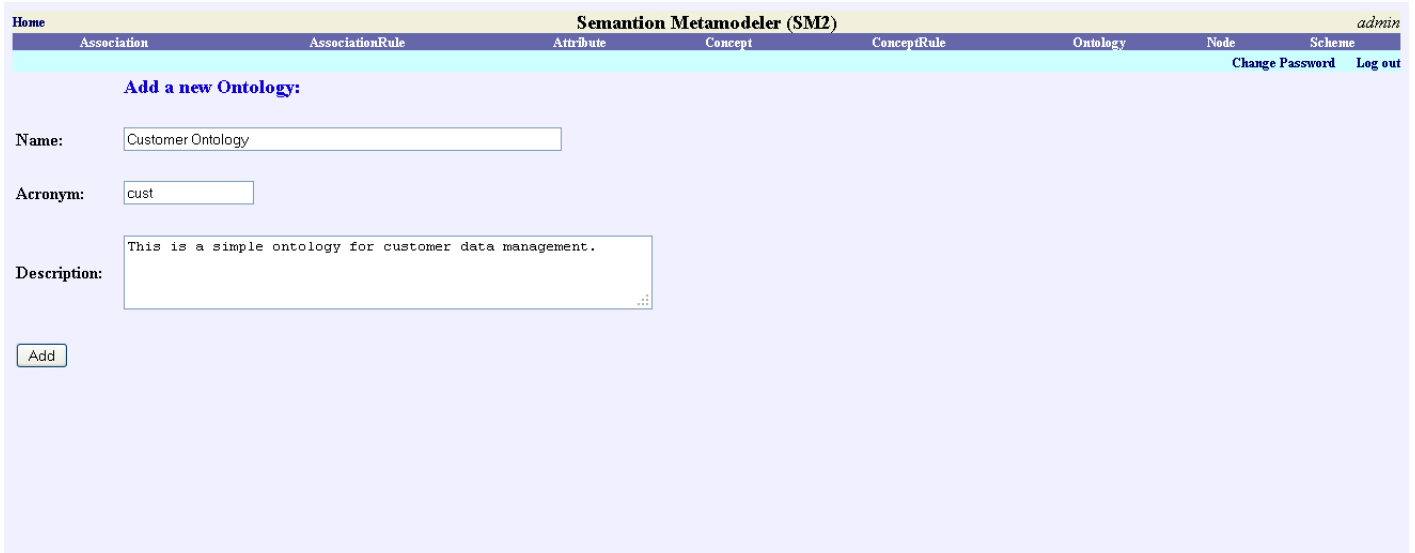 Home Semantion Metamodeler (SM2) admin
Association AssociationRule Attribute Concept ConceptRule Ontology Node Scheme
Change Password Log out
Add a new Ontology:
Name: Customer Ontology
Acronym: cust
Description: This is a simple ontology for customer data management.
Add